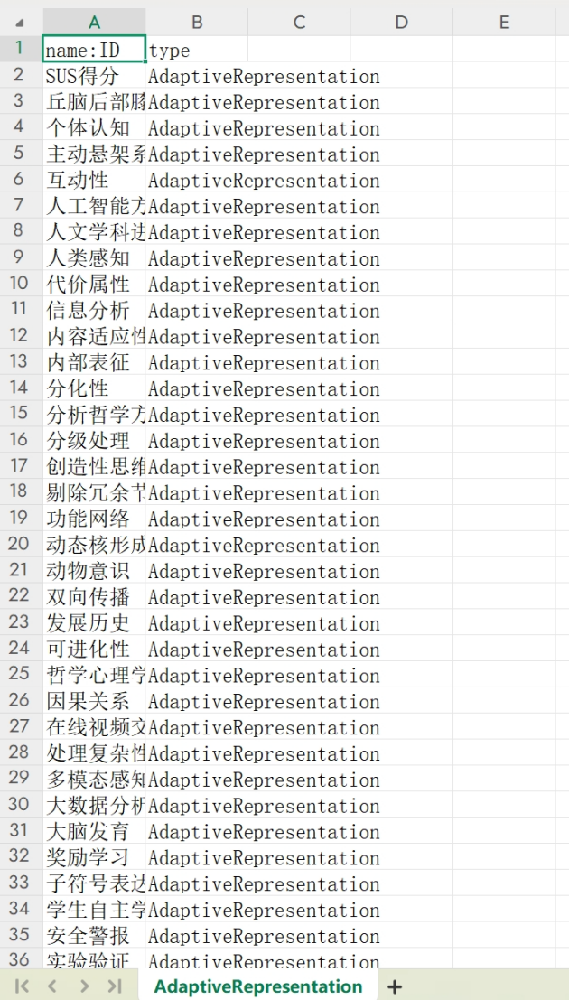 A B C D E
1 name:ID type
2 SUS得分 AdaptiveRepresentation
3 丘脑后部 AdaptiveRepresentation
4 个体认知 AdaptiveRepresentation
5 主动悬架系 AdaptiveRepresentation
6 互动性 AdaptiveRepresentation
7 人工智能方 AdaptiveRepresentation
8 人文学科进 AdaptiveRepresentation
9 人类感知 AdaptiveRepresentation
10 代价属性 AdaptiveRepresentation
11 信息分析 AdaptiveRepresentation
12 内容适应性 AdaptiveRepresentation
13 内部表征 AdaptiveRepresentation
14 分化性 AdaptiveRepresentation
15 分析哲学方 AdaptiveRepresentation
16 分级处理 AdaptiveRepresentation
17 创造性思维 AdaptiveRepresentation
18 剔除冗余节 AdaptiveRepresentation
19 功能网络 AdaptiveRepresentation
20 动态核形成 AdaptiveRepresentation
21 动物意识 AdaptiveRepresentation
22 双向传播 AdaptiveRepresentation
23 发展历史 AdaptiveRepresentation
24 可进化性 AdaptiveRepresentation
25 哲学心理学 AdaptiveRepresentation
26 因果关系 AdaptiveRepresentation
27 在线视频交 AdaptiveRepresentation
28 处理复杂性 AdaptiveRepresentation
29 多模态感知 AdaptiveRepresentation
30 大数据分析 AdaptiveRepresentation
31 大脑发育 AdaptiveRepresentation
32 奖励学习 AdaptiveRepresentation
33 子符号表达 AdaptiveRepresentation
34 学生自主学 AdaptiveRepresentation
35 安全警报 AdaptiveRepresentation
36 实验验证 AdaptiveRepresentation
AdaptiveRepresentation +